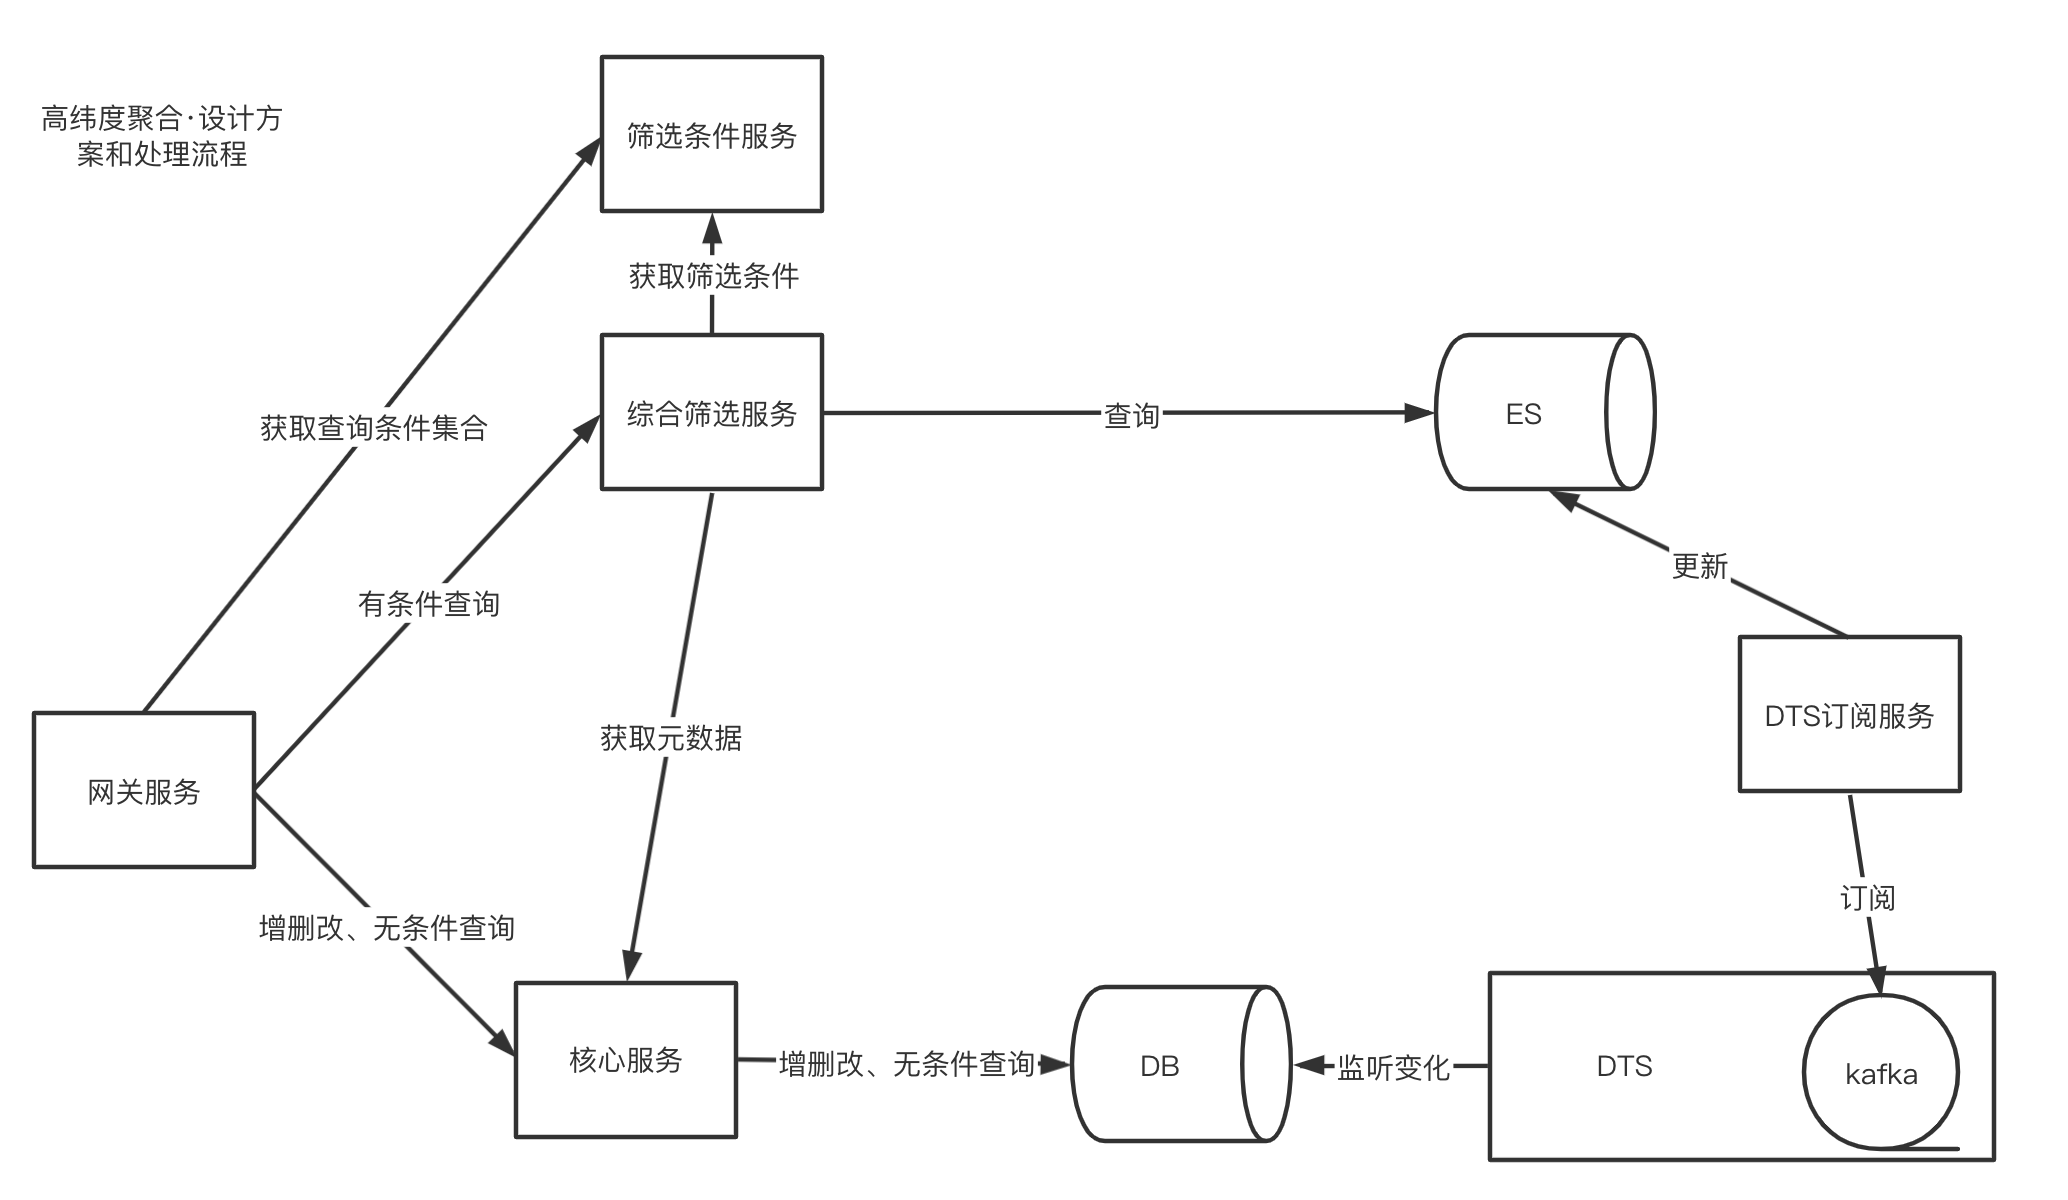 高纬度聚合·设计方
案和处理流程
筛选条件服务
获取筛选条件
获取查询条件集合
综合筛选服务
查询
ES
更新
有条件查询
DTS订阅服务
获取元数据
网关服务
订阅
增删改、无条件查询
核心服务
增删改、无条件查询
DB
监听变化
DTS
kafka